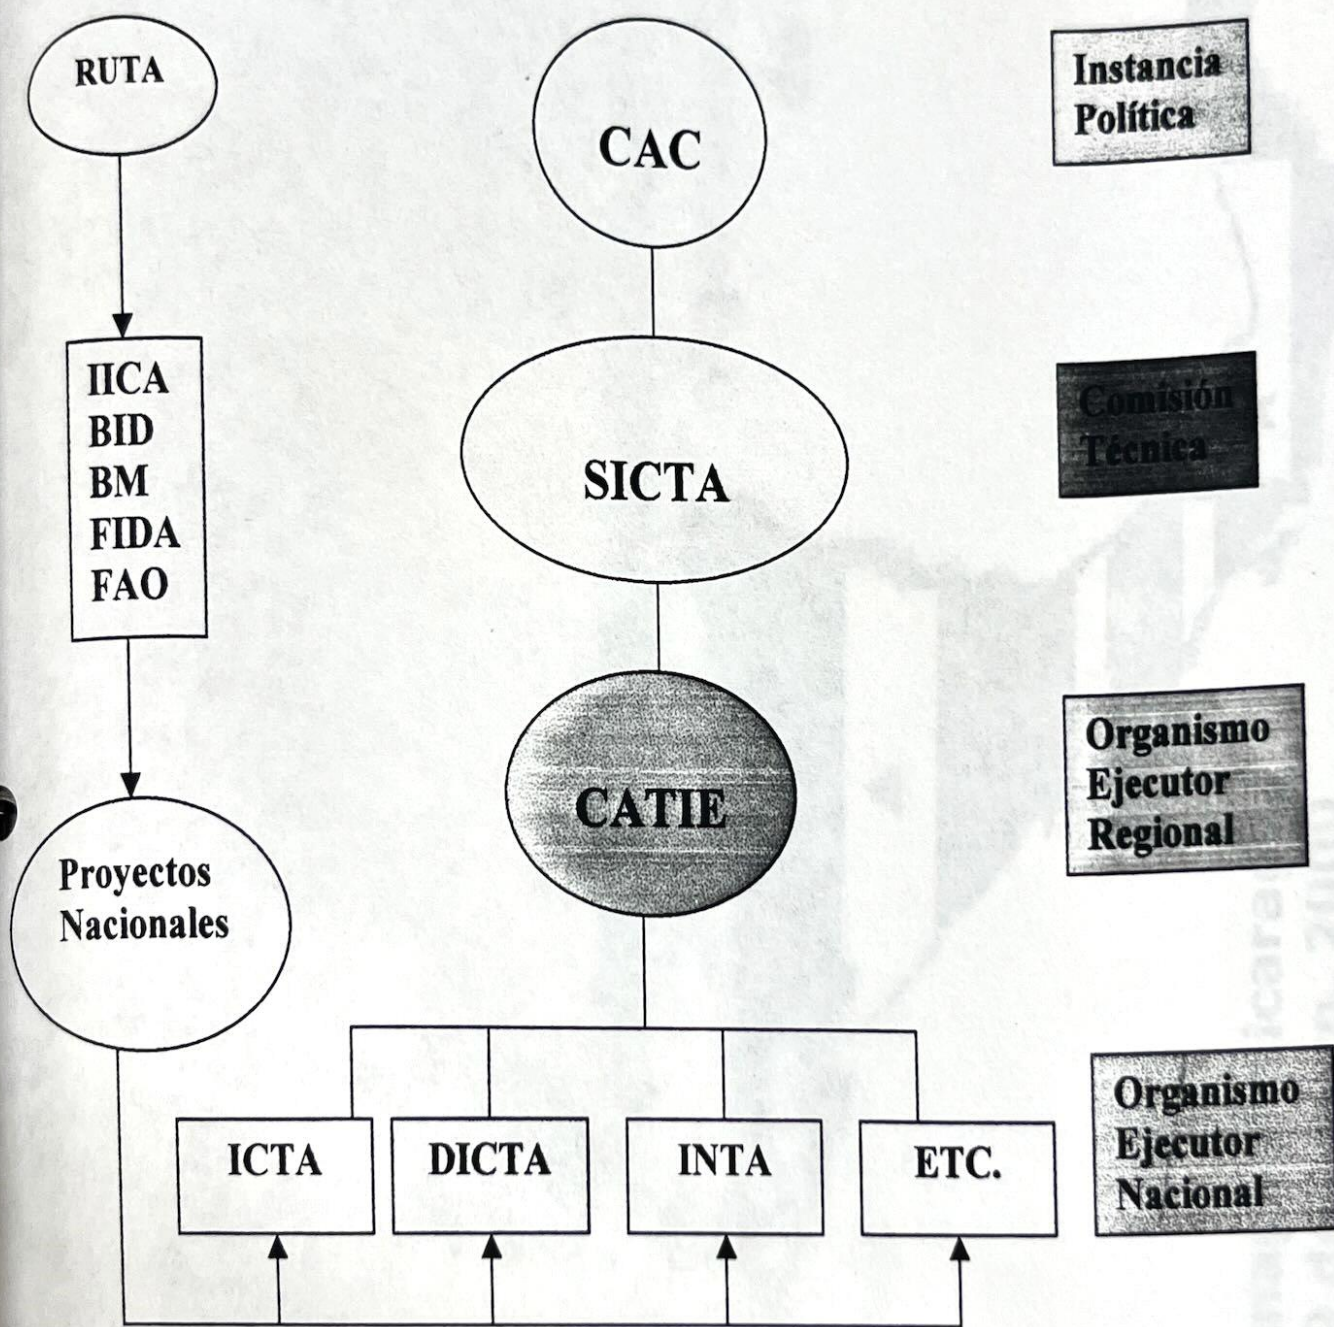 RUTA
CAC
Instancia
Política
IICA
BID
BM
FIDA
FAO
SICTA
Comisión
Técnica
CATIE
Organismo
Ejecutor
Regional
Proyectos
Nacionales
ICTA
DICTA
INTA
ETC.
Organismo
Ejecutor
Nacional